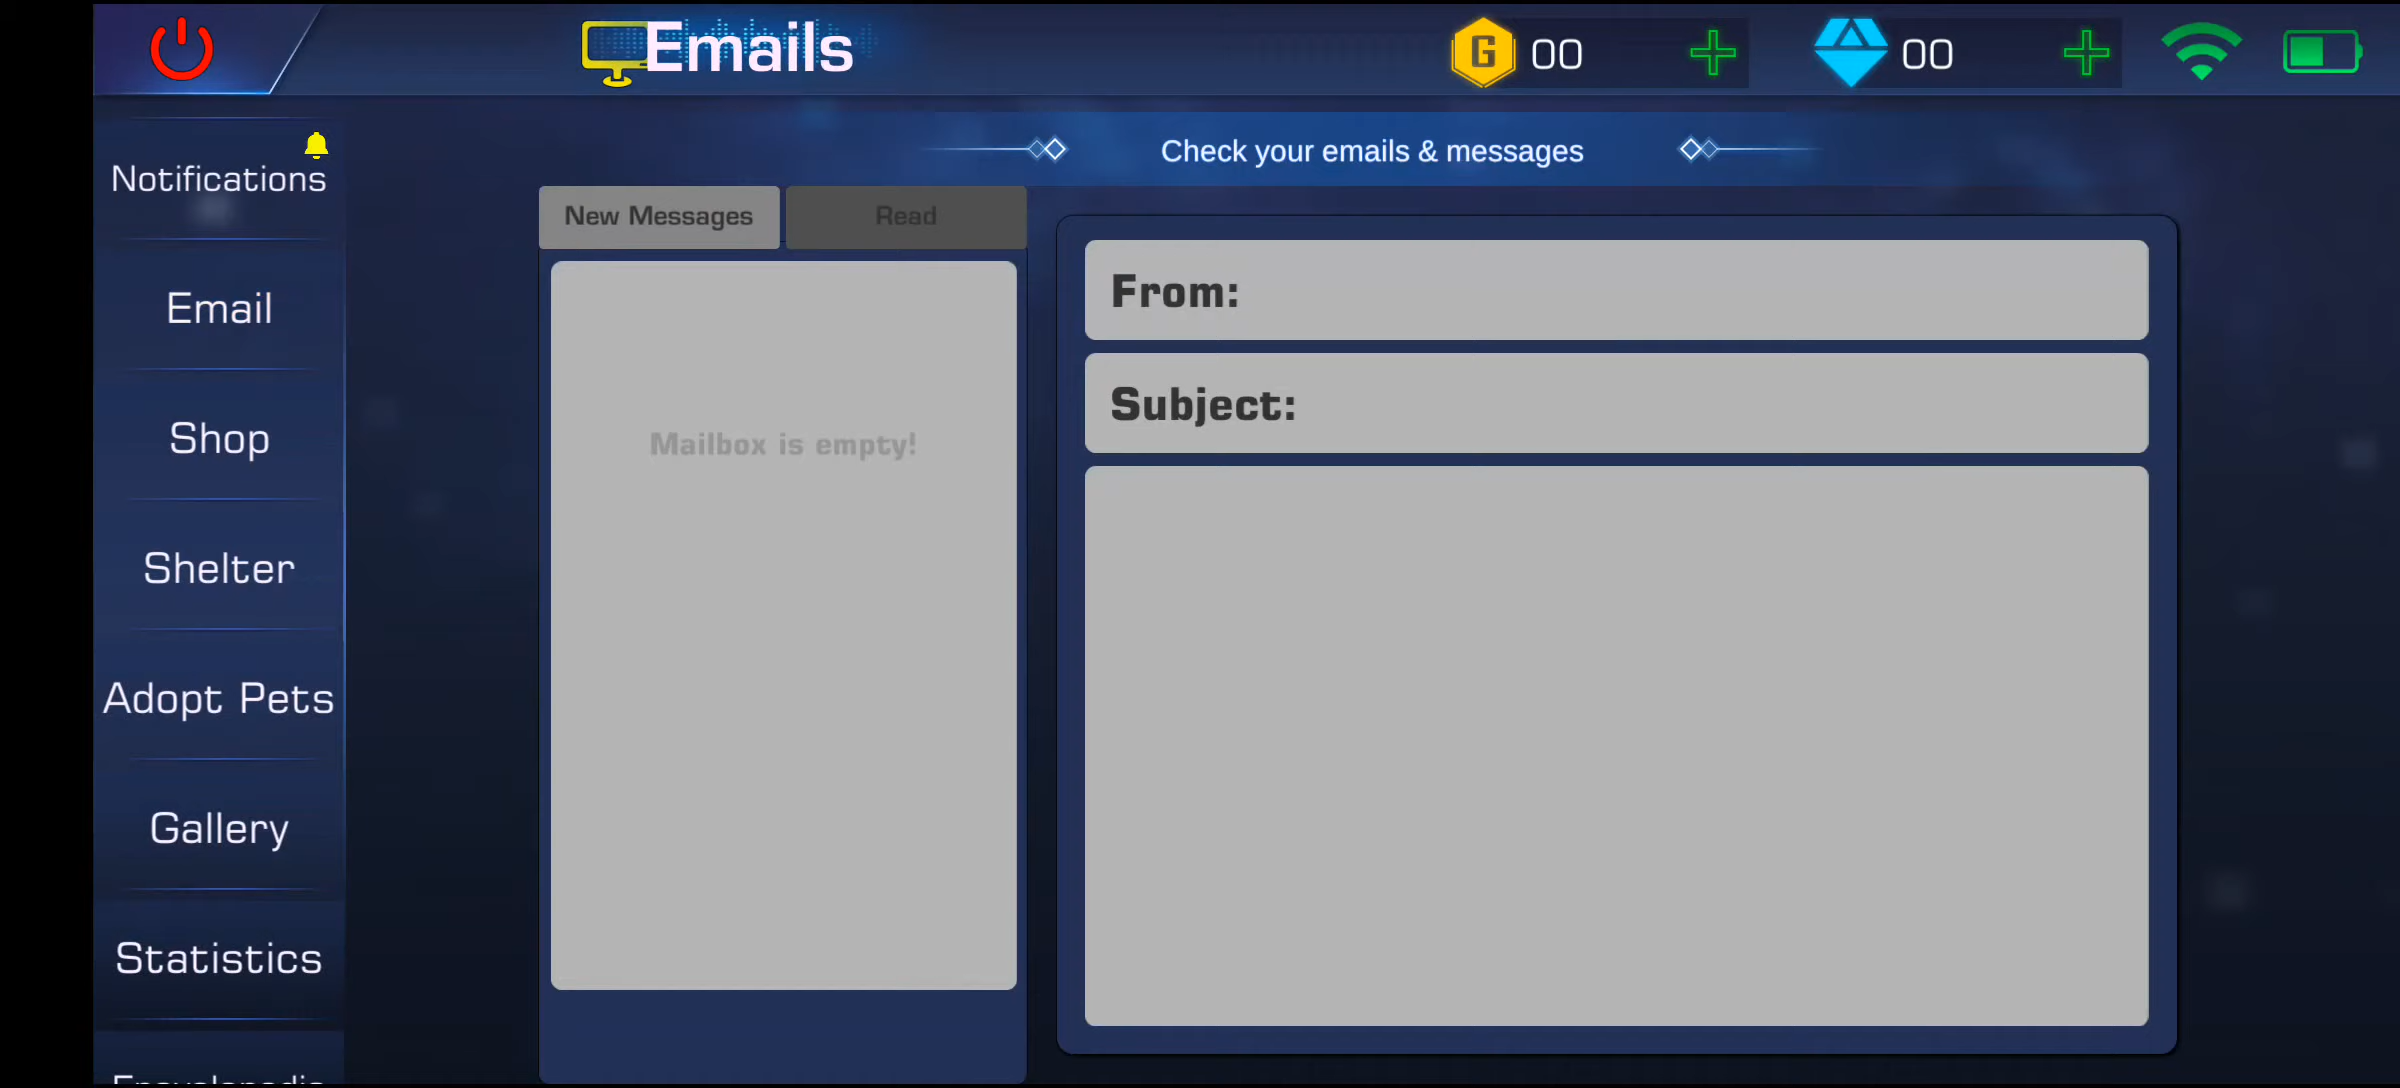 Emails
G 00
00
Check your emails & messages
Notifications
Email
Shop
Shelter
Adopt Pets
Gallery
Statistics
New Messages
Read
Mailbox is empty!
From:
Subject: